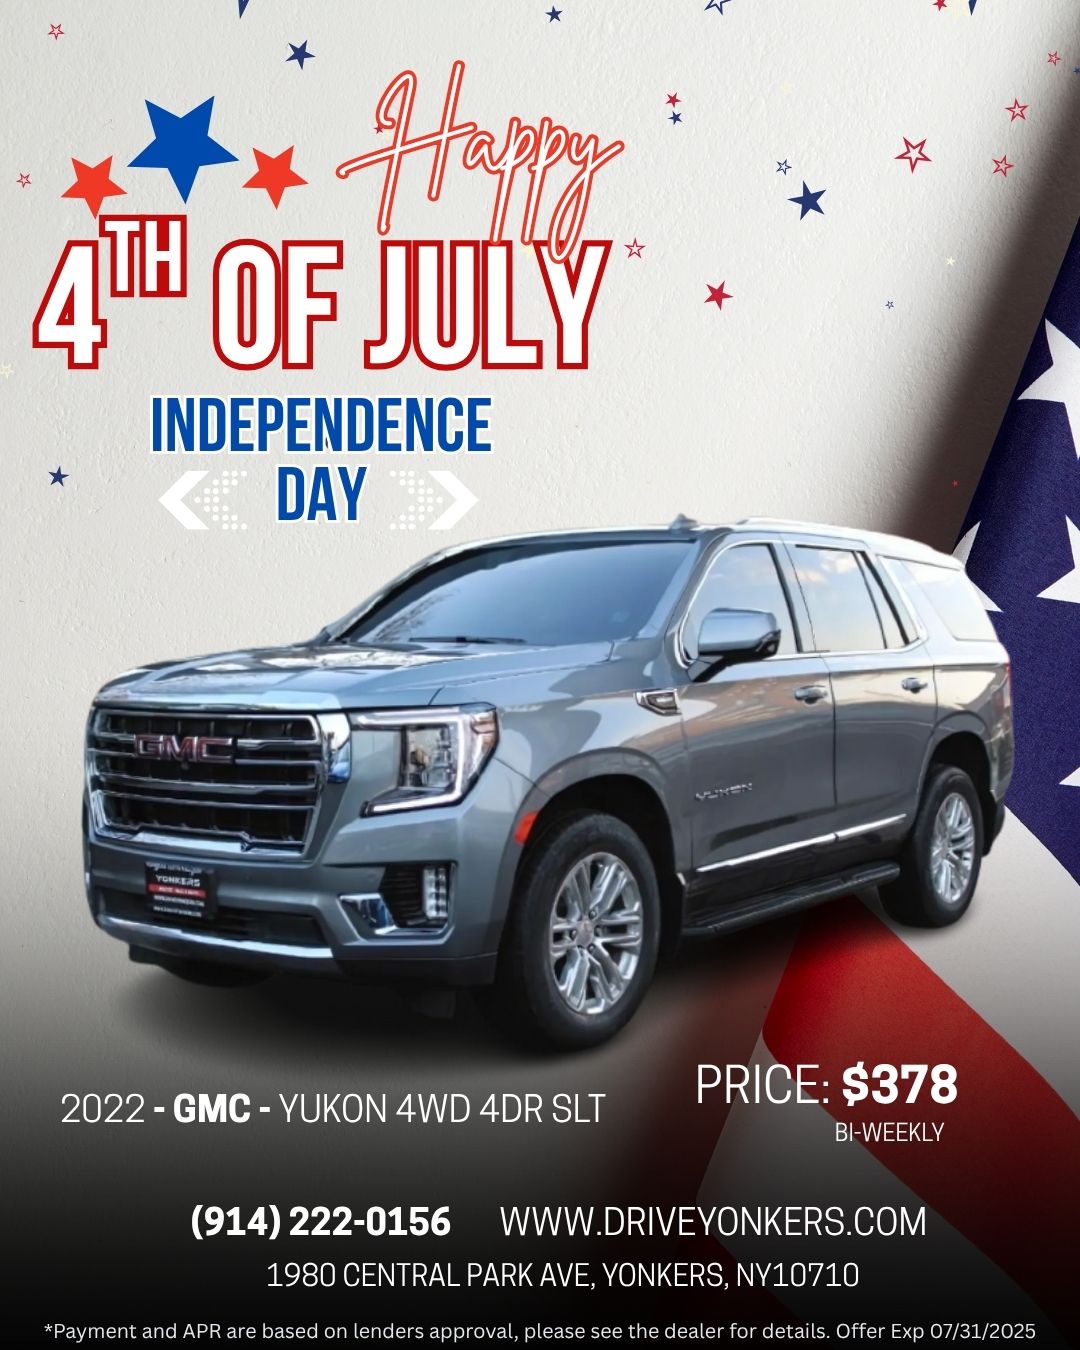 Happy
4TH OF JULY
INDEPENDENCE
DAY
GMC
YUKON
YONKERS
2022 - GMC - YUKON 4WD 4DR SLT
PRICE: $378
BI-WEEKLY
(914) 222-0156 WWW.DRIVEYONKERS.COM
1980 CENTRAL PARK AVE, YONKERS, NY10710
*Payment and APR are based on lenders approval, please see the dealer for details. Offer Exp 07/31/2025